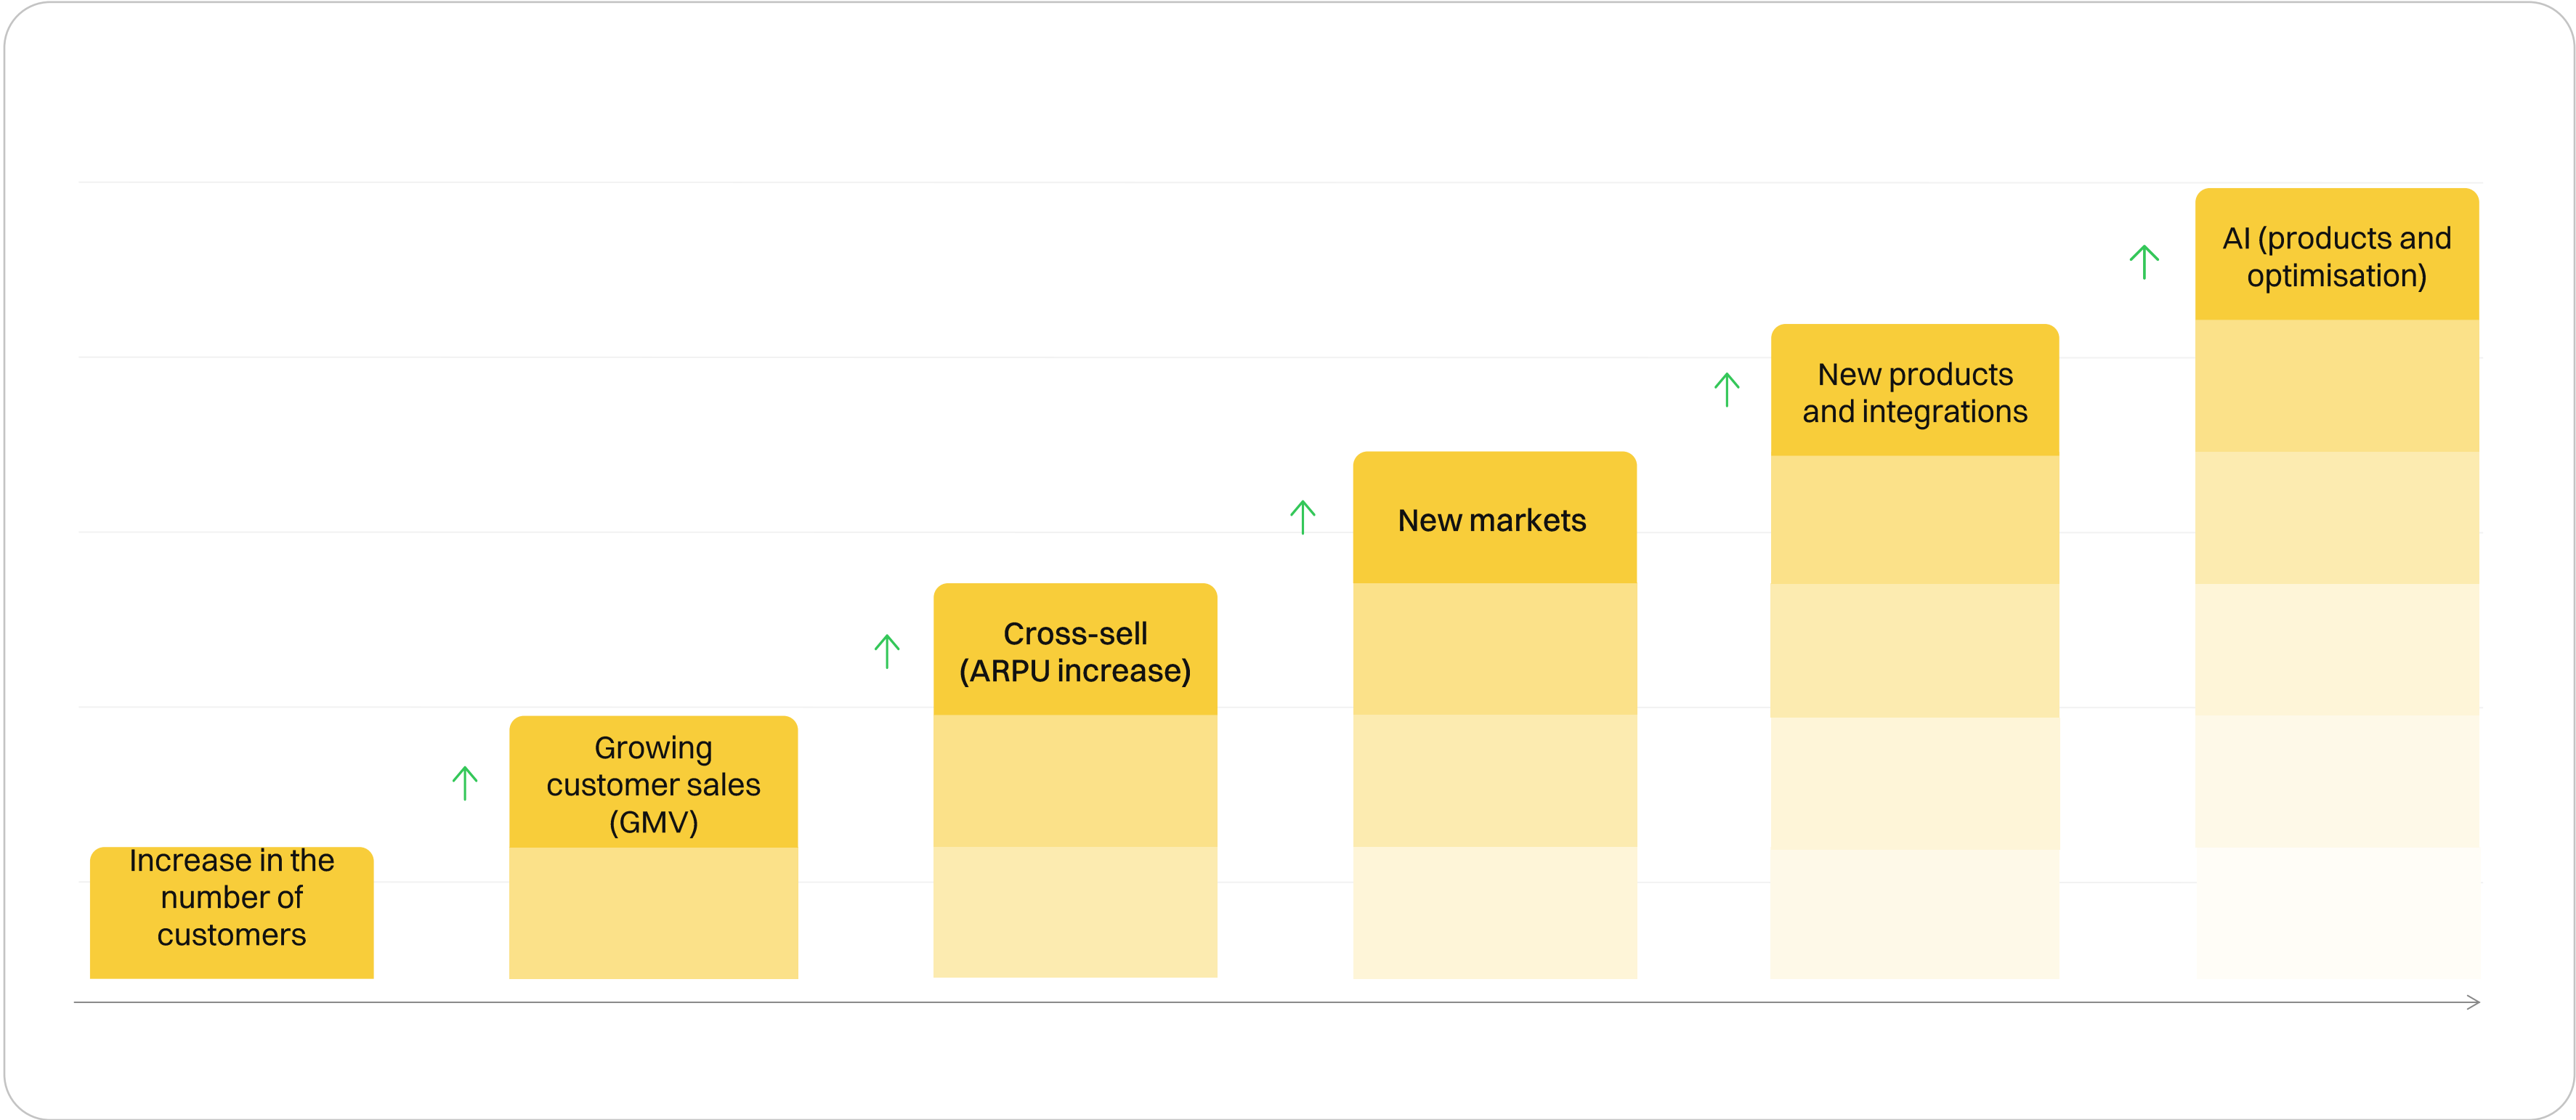 Increase in the
number of
customers
Growing
customer sales
(GMV)
Cross-sell
(ARPU increase)
New markets
New products
and integrations
AI (products and
optimisation)